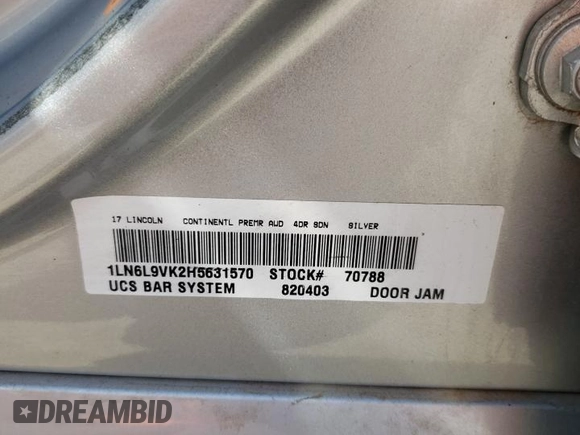 17 LINCOLN CONTINENTL PREMR AWD 4DR SDN SILVER
1LN6L9VK2H5631570 STOCK# 70788
UCS BAR SYSTEM 820403 DOOR JAM
DREAMBID